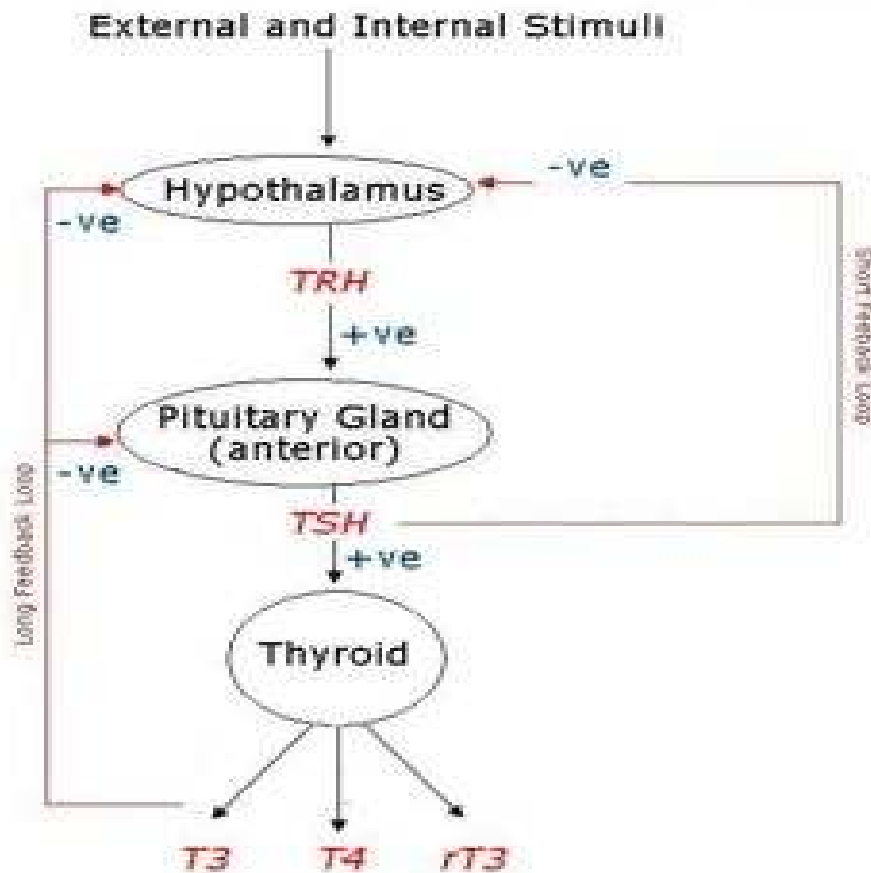 External and Internal Stimuli
-ve
Hypothalamus
-ve
TRH
+ve
Short Feedback Loop
Pituitary Gland
(anterior)
-ve
TSH
+ve
Long Feedback Loop
Thyroid
T3 T4 rT3